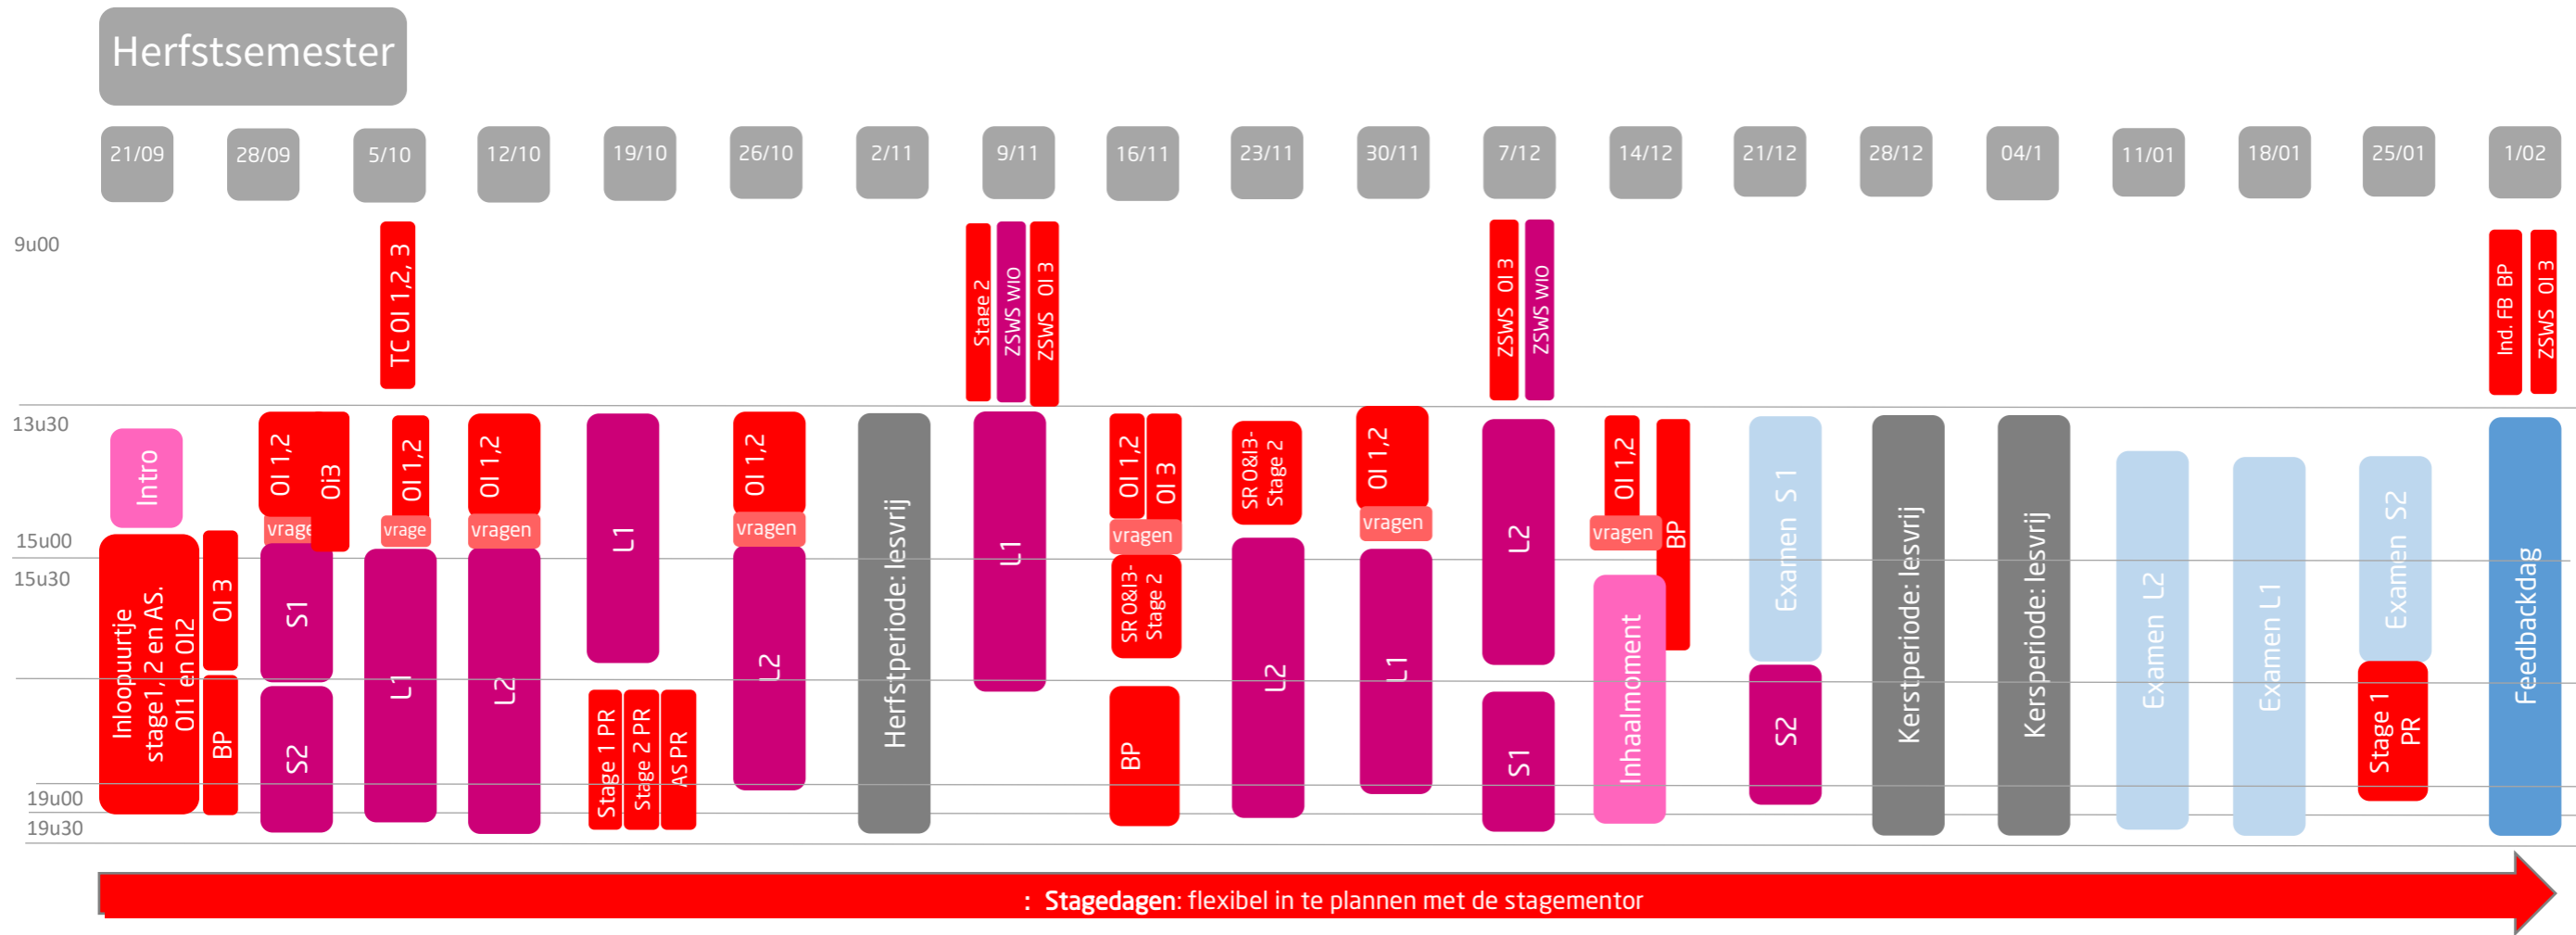 Herfstsemester
21/09
28/09
5/10
12/10
19/10
26/10
2/11
9/11
16/11
23/11
30/11
7/12
14/12
21/12
28/12
04/1
11/01
18/01
25/01
1/02
9u00
TC OI 1,2, 3
Stage 2
ZSWS WIO
ZSWS OI 3
ZSWS OI 3
ZSWS WIO
Ind. FB BP
ZSWS OI 3
13u30
15u00
15u30
19u00
19u30
Intro
Inloopuurtje
stage1, 2 en AS.
OI1 en OI2
OI 3
BP
OI 1,2
Oi3
vrage
S1
S2
OI 1,2
vrage
L1
OI 1,2
vragen
L2
L1
Stage 1 PR
Stage 2 PR
AS PR
OI 1,2
vragen
L2
Herfstperiode: lesvrij
L1
OI 1,2
OI 3
vragen
SR O&I3-
Stage 2
BP
SR O&I3-
Stage 2
L2
OI 1,2
vragen
L1
L2
S1
OI 1,2
vragen
BP
Inhaalmoment
Examen S 1
S2
Kerstperiode: lesvrij
Kersperiode: lesvrij
Examen L2
Examen L1
Examen S2
Stage 1
PR
Feedbackdag
: Stagedagen: flexibel in te plannen met de stagementor